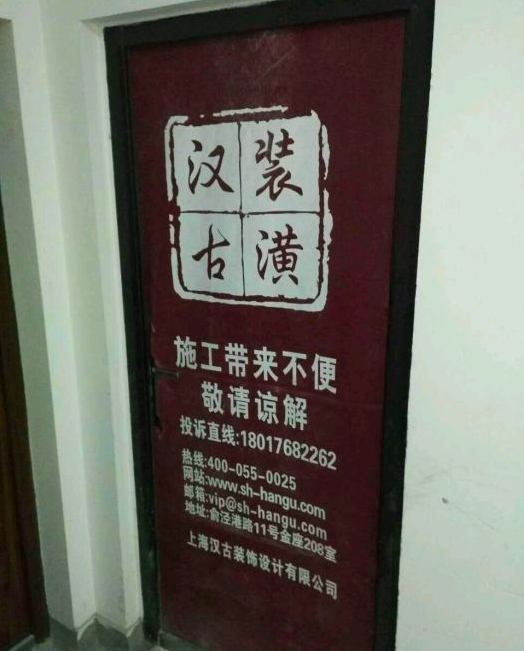 汉装
古潢
施工带来不便
敬请谅解
投诉直线:18017682262
热线:400-055-0025
网站:www.sh-hangu.com
邮箱:vip@sh-hangu.com
地址:俞泾港路11号金座208室
上海汉古装饰设计有限公司